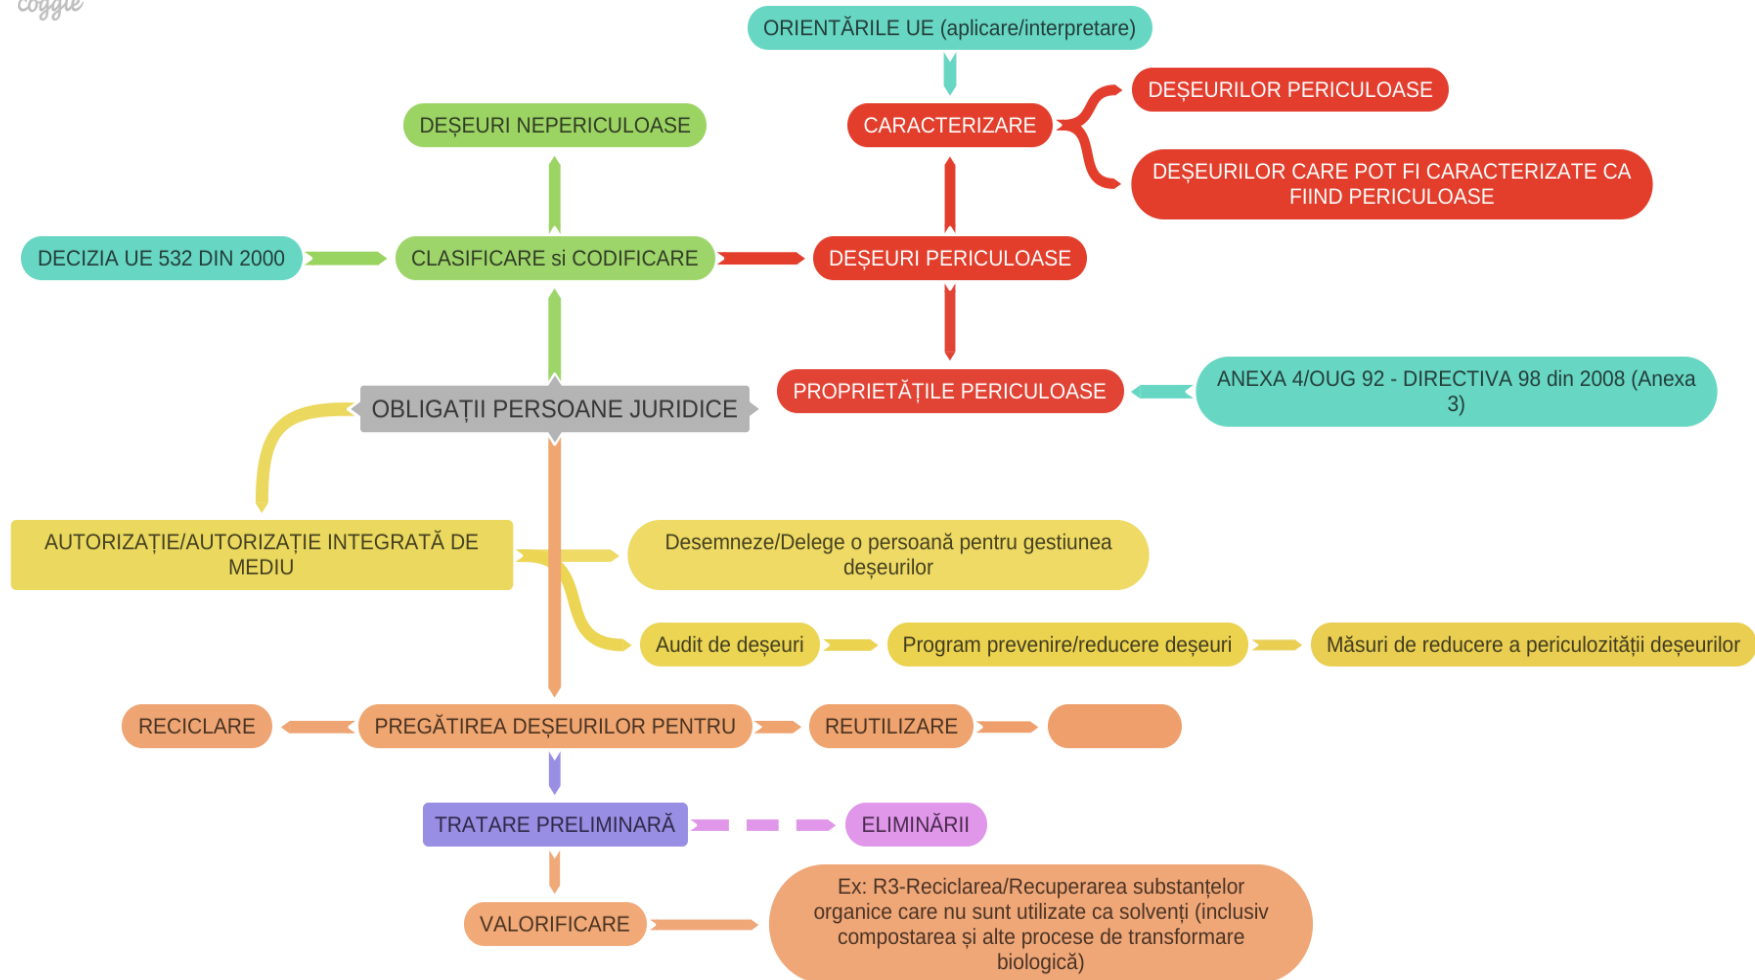 coggle
ORIENTĂRILE UE (aplicare/interpretare)
DEȘEURILOR PERICULOASE
DEȘEURI NEPERICULOASE
CARACTERIZARE
DEȘEURILOR CARE POT FI CARACTERIZATE CA
FIIND PERICULOASE
DECIZIA UE 532 DIN 2000
CLASIFICARE si CODIFICARE
DEȘEURI PERICULOASE
PROPRIETĂȚILE PERICULOASE
ANEXA 4/OUG 92 - DIRECTIVA 98 din 2008 (Anexa
3)
OBLIGAȚII PERSOANE JURIDICE
AUTORIZAȚIE/AUTORIZAȚIE INTEGRATĂ DE
MEDIU
Desemneze/Delege o persoană pentru gestiunea
deșeurilor
Audit de deșeuri
Program prevenire/reducere deșeuri
Măsuri de reducere a periculozității deșeurilor
RECICLARE
PREGĂTIREA DEȘEURILOR PENTRU
REUTILIZARE
TRATARE PRELIMINARĂ
ELIMINĂRII
VALORIFICARE
Ex: R3-Reciclarea/Recuperarea substanțelor
organice care nu sunt utilizate ca solvenți (inclusiv
compostarea și alte procese de transformare
biologică)